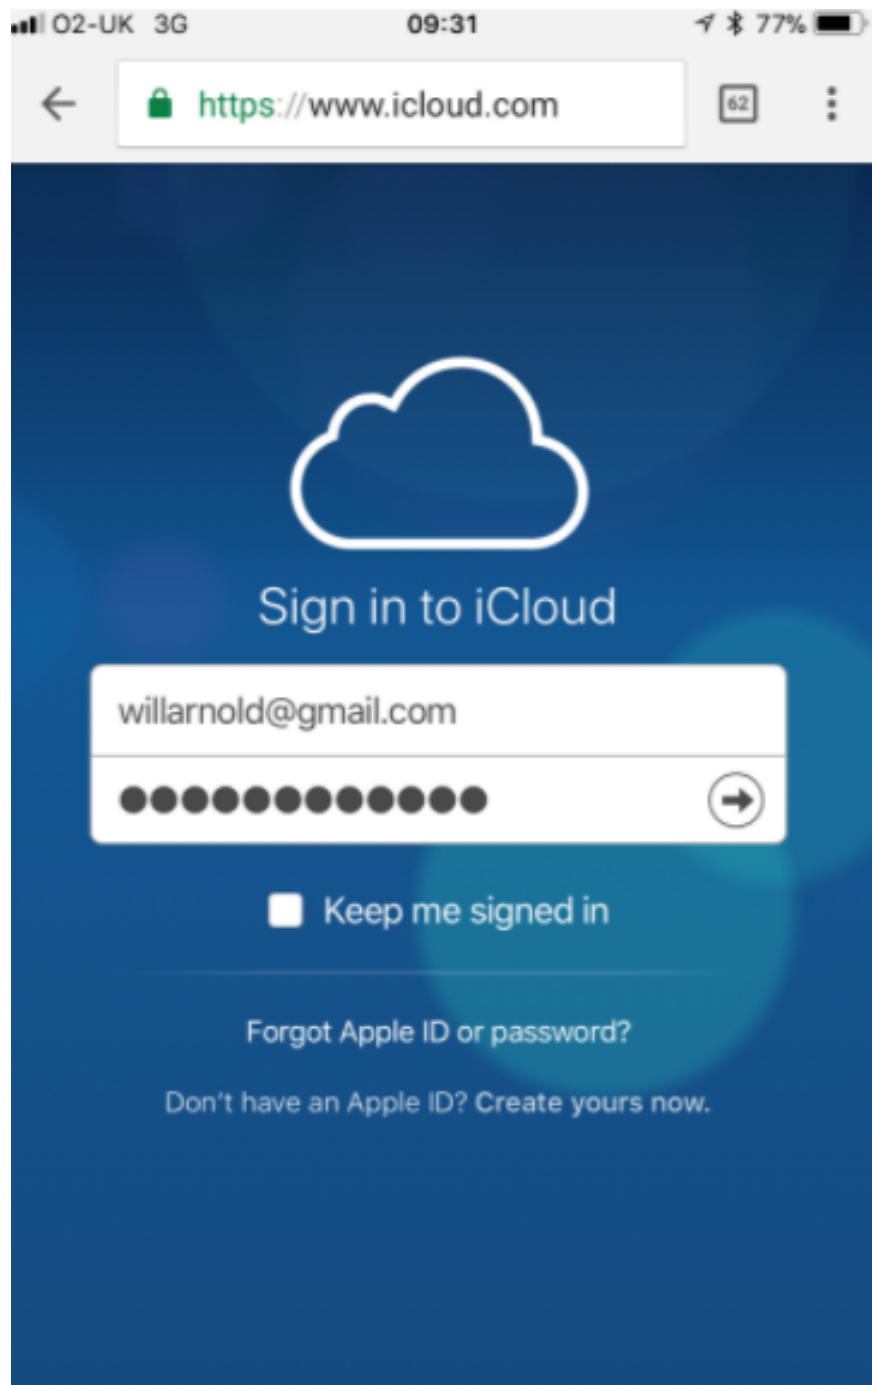 O2-UK 3G 09:31 77%
https://www.icloud.com 62
Sign in to iCloud
willarnold@gmail.com
●●●●●●●●●●●●
Keep me signed in
Forgot Apple ID or password?
Don't have an Apple ID? Create yours now.